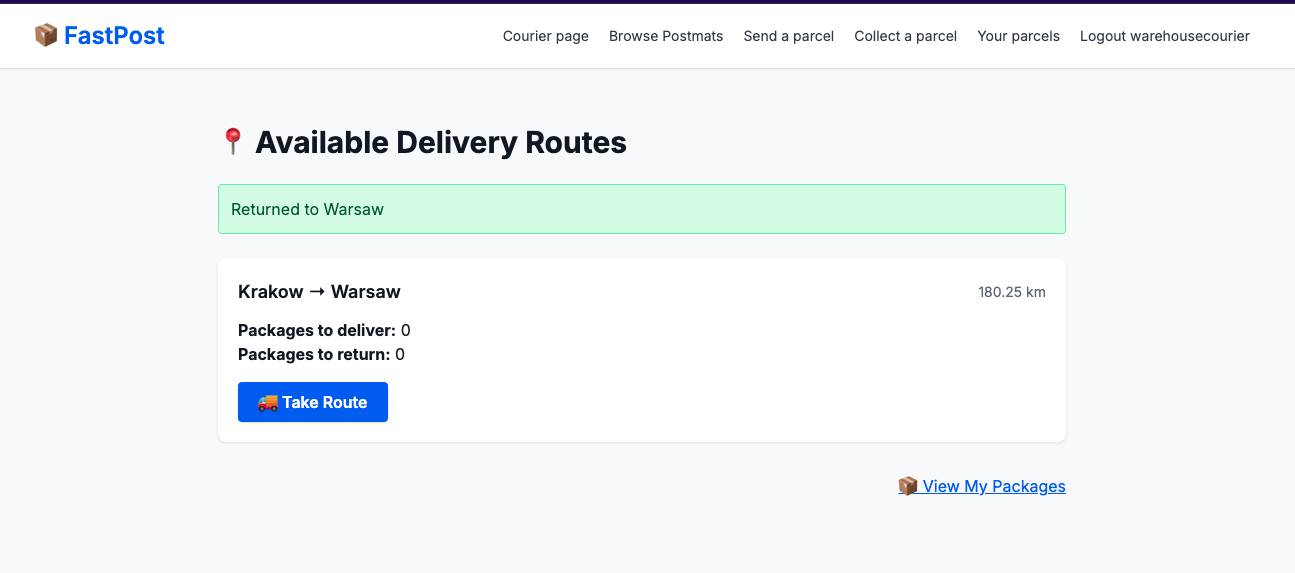 📦 FastPost
Courier page Browse Postmats Send a parcel Collect a parcel Your parcels Logout warehousecourier
📍 Available Delivery Routes
Returned to Warsaw
Krakow → Warsaw 180.25 km
Packages to deliver: 0
Packages to return: 0
🚚 Take Route
📦 View My Packages